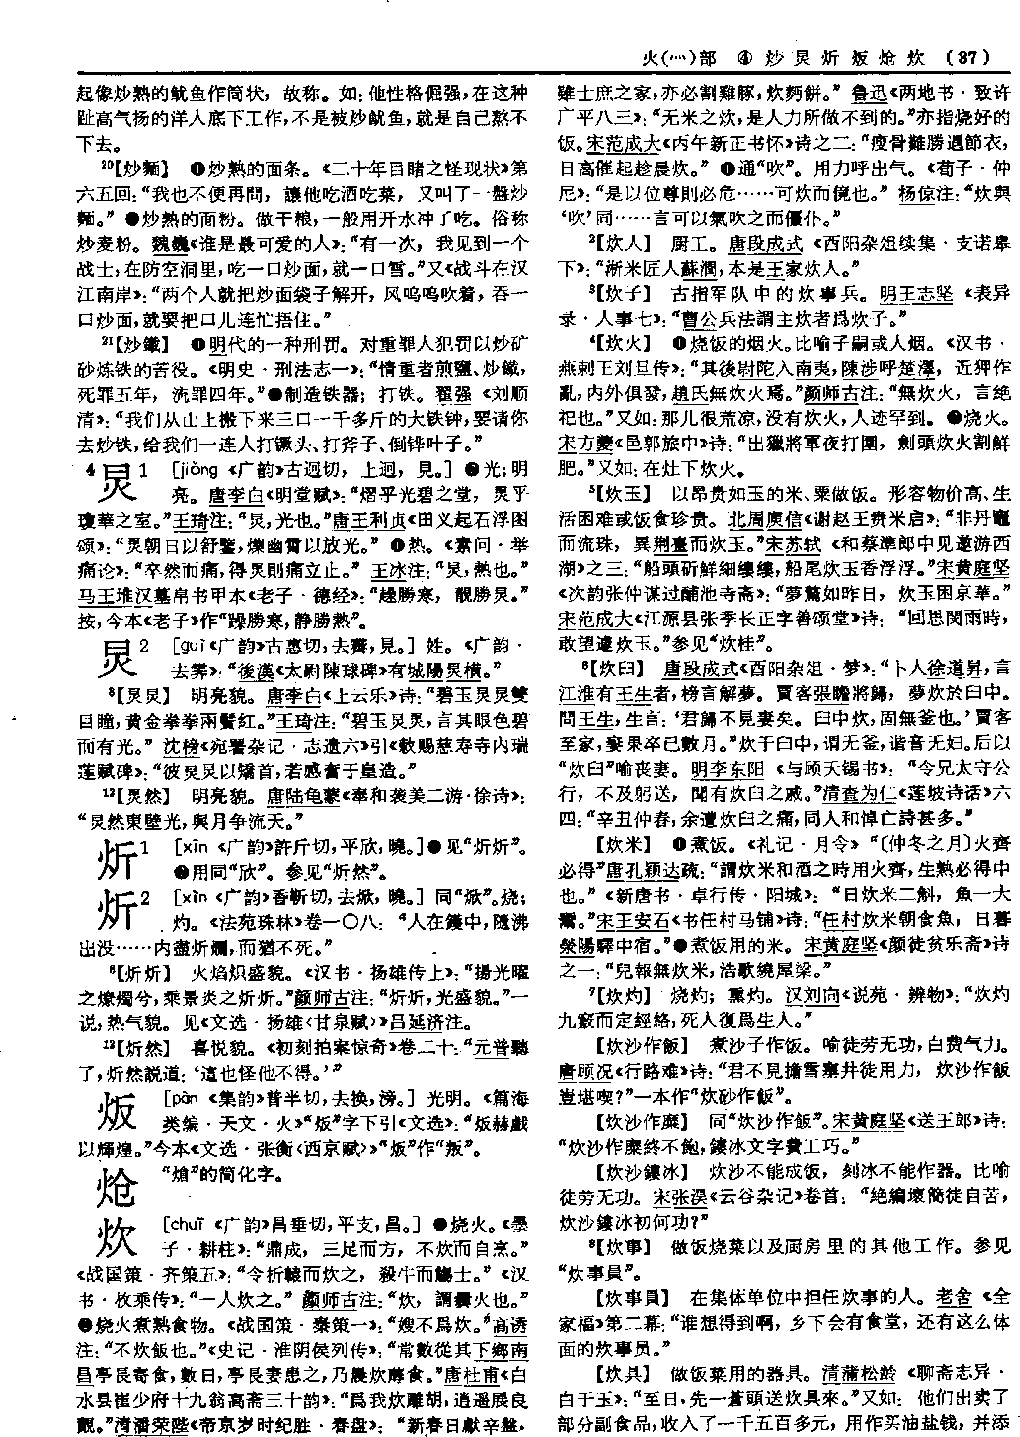 火(灬)部 ④ 炒炅炘炍炝炊 (37)
起像炒熟的鱿鱼作筒状，故称。如：他性格倔强，在这种
趾高气扬的洋人底下工作，不是被炒鱿鱼，就是自己熬不
下去。
20【炒麵】 ❶炒熟的面条。《二十年目睹之怪现状》第
六五回：“我也不便再問，讓他吃酒吃菜，又叫了一盤炒
麵。”❷炒熟的面粉。做干粮，一般用开水冲了吃。俗称
炒麦粉。魏巍《谁是最可爱的人》：“有一次，我见到一个
战士，在防空洞里，吃一口炒面，就一口雪。”又《战斗在汉
江南岸》：“两个人就把炒面袋子解开，风呜呜吹着，吞一
口炒面，就要把口儿连忙捂住。”
21【炒鐵】 ❶明代的一种刑罚。对重罪人犯罚以炒矿
砂炼铁的苦役。《明史·刑法志一》：“情重者煎鹽、炒鐵，
死罪五年，流罪四年。”❷制造铁器；打铁。翟强《刘顺
清》：“我们从山上搬下来三口一千多斤的大铁钟，要请你
去炒铁，给我们一连人打镢头、打斧子、倒铧叶子。”
4炅1 [jiǒng《广韵》古迥切，上迥，見。] ❶光；明
亮。唐李白《明堂赋》：“熠乎光碧之堂，炅乎
瓊華之室。”王琦注：“炅，光也。”唐王利贞《田义起石浮图
颂》：“炅朝日以舒鑒，爍幽霄以放光。” ❷热。《素问·举
痛论》：“卒然而痛，得炅則痛立止。” 王冰注：“炅，熱也。”
马王堆汉墓帛书甲本《老子·德经》：“趮勝寒，靚勝炅。”
按，今本《老子》作“躁勝寒，静勝热”。
炅2 [guì《广韵》古惠切，去霽，見。] 姓。《广韵·
去霁》：“後漢《太尉陳球碑》有城陽炅橫。”
8【炅炅】 明亮貌。唐李白《上云乐》诗：“碧玉炅炅雙
目瞳，黄金拳拳兩鬢紅。”王琦注：“碧玉炅炅，言其眼色碧
而有光。” 沈榜《宛署杂记·志遗六》引《敕赐慈寿寺内瑞
莲赋碑》：“彼炅炅以矯首，若感奮于皇造。”
12【炅然】 明亮貌。唐陆龟蒙《奉和袭美二游·徐诗》：
“炅然東壁光，與月争流天。”
炘1 [xīn《广韵》許斤切，平欣，曉。]❶见“炘炘”。
❷用同“欣”。参见“炘然”。
炘2 [xìn《广韵》香靳切，去焮，曉。] 同“焮”。烧；
灼。《法苑珠林》卷一〇八：“人在鑊中，隨沸
出没……内盡炘爛，而猶不死。”
8【炘炘】 火焰炽盛貌。《汉书·扬雄传上》：“揚光曜
之燎燭兮，乘景炎之炘炘。”颜师古注：“炘炘，光盛貌。”一
说，热气貌。见《文选·扬雄〈甘泉赋〉》吕延济注。
12【炘然】 喜悦貌。《初刻拍案惊奇》卷二十：“元普聽
了，炘然説道：‘這也怪他不得。’”
炍 [pàn《集韵》普半切，去换，滂。] 光明。《篇海
类编·天文·火》“炍”字下引《文选》：“炍赫戲
以煇煌。”今本《文选·张衡〈西京赋〉》“炍”作“叛”。
炝 “熗”的简化字。
炊 [chuī《广韵》昌垂切，平支，昌。] ❶烧火。《墨
子·耕柱》：“鼎成，三足而方，不炊而自烹。”
《战国策·齐策五》：“令折轅而炊之，殺牛而觴士。”《汉
书·枚乘传》：“一人炊之。” 颜师古注：“炊，謂爨火也。”
❷烧火煮熟食物。《战国策·秦策一》：“嫂不爲炊。”高诱
注：“不炊飯也。”《史记·淮阴侯列传》：“常數從其下鄉南
昌亭長寄食，數日，亭長妻患之，乃晨炊蓐食。”唐杜甫《白
水县崔少府十九翁高斋三十韵》：“爲我炊雕胡，逍遥展良
覿。”清潘荣陛《帝京岁时纪胜·春盘》：“新春日獻辛盤，
雖士庶之家，亦必割雞豚，炊麪餅。” 鲁迅《两地书·致许
广平八三》：“无米之炊，是人力所做不到的。”亦指烧好的
饭。宋范成大《丙午新正书怀》诗之二：“瘦骨難勝遇節衣，
日高催起趁晨炊。” ❸通“吹”。用力呼出气。《荀子·仲
尼》：“是以位尊則必危……可炊而傹也。” 杨倞注：“炊與
‘吹’同……言可以氣吹之而僵仆。”
2【炊人】 厨工。唐段成式《酉阳杂俎续集·支诺皋
下》：“浙米匠人蘇潤，本是王家炊人。”
3【炊子】 古指军队中的炊事兵。明王志坚《表异
录·人事七》：“曹公兵法謂主炊者爲炊子。”
4【炊火】 ❶烧饭的烟火。比喻子嗣或人烟。《汉书·
燕剌王刘旦传》：“其後尉陀入南夷，陳涉呼楚澤，近狎作
亂，内外俱發，趙氏無炊火焉。”颜师古注：“無炊火，言絶
祀也。”又如：那儿很荒凉，没有炊火，人迹罕到。❷烧火。
宋方夔《邑郭旅中》诗：“出獵將軍夜打圍，劍頭炊火割鮮
肥。”又如：在灶下炊火。
5【炊玉】 以昂贵如玉的米、粟做饭。形容物价高、生
活困难或饭食珍贵。北周庾信《谢赵王赉米启》：“非丹竈
而流珠，異荆臺而炊玉。”宋苏轼《和蔡準郎中见邀游西
湖》之三：“船頭斫鮮細縷縷，船尾炊玉香浮浮。”宋黄庭坚
《次韵张仲谋过酺池寺斋》：“夢鶩如昨日，炊玉困京華。”
宋范成大《江源县张季长正字善颂堂》诗：“回思閔雨時，
敢望遽炊玉。”参见“炊桂”。
6【炊臼】 唐段成式《酉阳杂俎·梦》：“卜人徐道昇，言
江淮有王生者，榜言解夢。賈客張瞻將歸，夢炊於臼中。
問王生，生言：‘君歸不見妻矣。臼中炊，固無釜也。’賈客
至家，妻果卒已數月。”炊于臼中，谓无釜，谐音无妇。后以
“炊臼”喻丧妻。明李东阳《与顾天锡书》：“令兄太守公
行，不及躬送，聞有炊臼之戚。”清查为仁《莲坡诗话》六
四：“辛丑仲春，余遭炊臼之痛，同人和悼亡詩甚多。”
【炊米】 ❶煮饭。《礼记·月令》“〔仲冬之月〕火齊
必得”唐孔颖达疏：“謂炊米和酒之時用火齊，生熟必得中
也。”《新唐书·卓行传·阳城》：“日炊米二斛，魚一大
鬵。”宋王安石《书任村马铺》诗：“任村炊米朝食魚，日暮
滎陽驛中宿。”❷煮饭用的米。宋黄庭坚《颜徒贫乐斋》诗
之一：“兒報無炊米，浩歌繞屋梁。”
7【炊灼】 烧灼；熏灼。汉刘向《说苑·辨物》：“炊灼
九竅而定經絡，死人復爲生人。”
【炊沙作飯】 煮沙子作饭。喻徒劳无功，白费气力。
唐顾况《行路难》诗：“君不見擔雪塞井徒用力，炊沙作飯
豈堪喫？”一本作“炊砂作飯”。
【炊沙作糜】 同“炊沙作飯”。宋黄庭坚《送王郎》诗：
“炊沙作糜終不飽，鏤冰文字費工巧。”
【炊沙鏤冰】 炊沙不能成饭，刻冰不能作器。比喻
徒劳无功。宋张淏《云谷杂记》卷首：“絶編壞簡徒自苦，
炊沙鏤冰初何功？”
8【炊事】 做饭烧菜以及厨房里的其他工作。参见
“炊事員”。
【炊事員】 在集体单位中担任炊事的人。老舍《全
家福》第二幕：“谁想得到啊，乡下会有食堂，还有这么体
面的炊事员。”
【炊具】 做饭菜用的器具。清蒲松龄《聊斋志异·
白于玉》：“至日，先一蒼頭送炊具來。”又如：他们出卖了
部分副食品，收入了一千五百多元，用作买油盐钱，并添